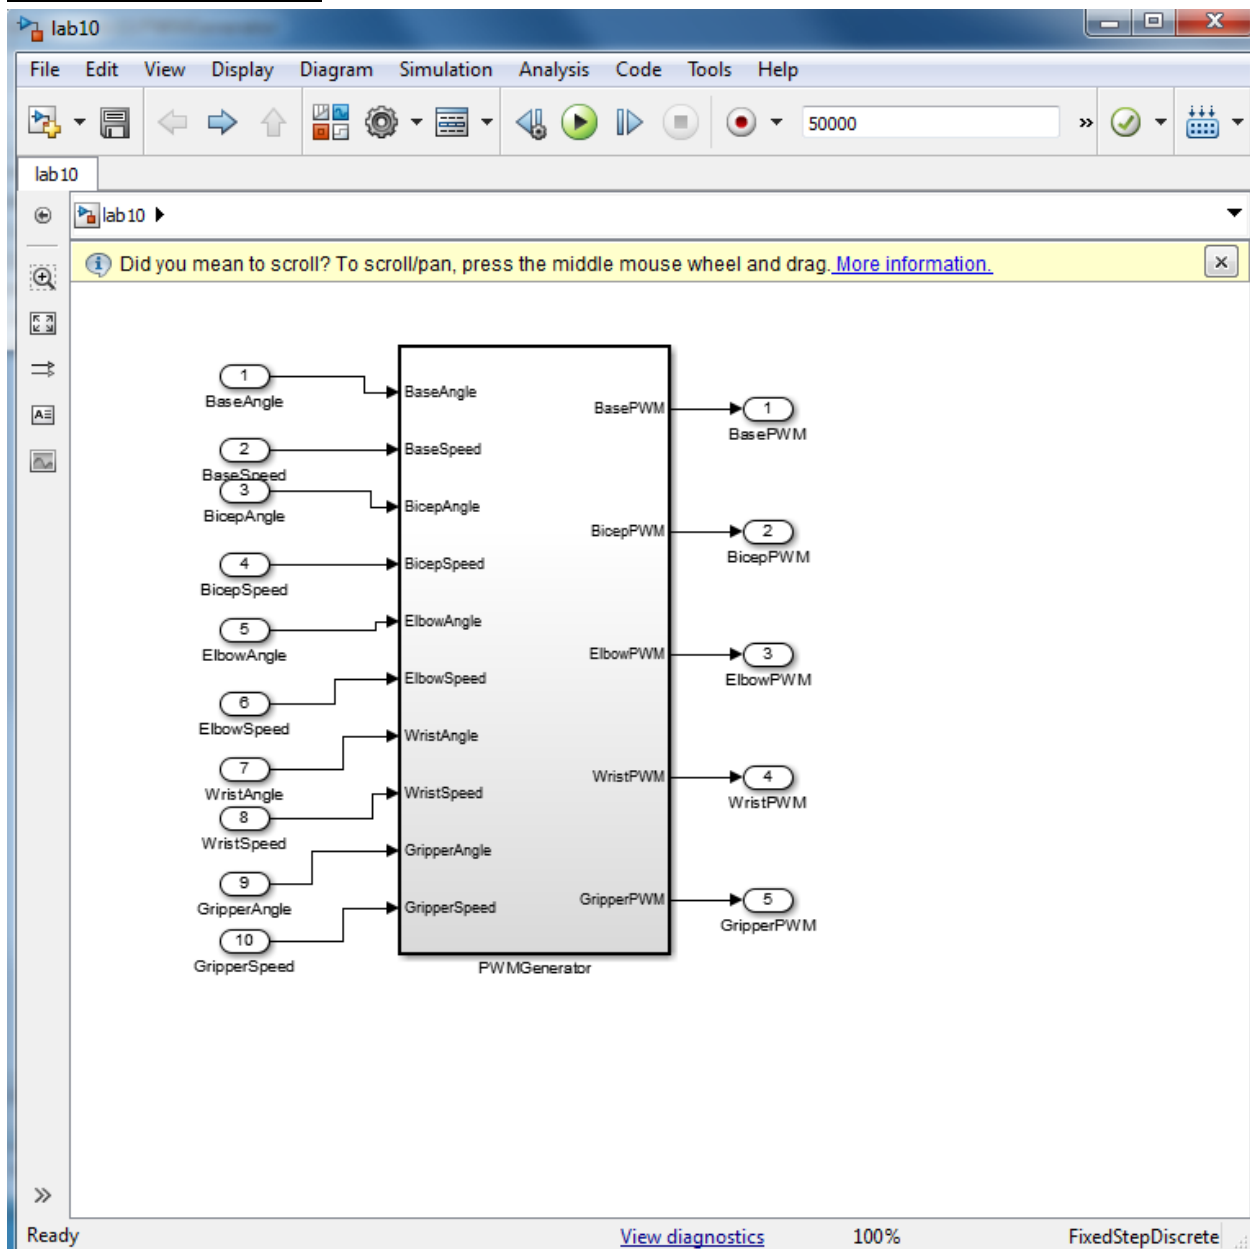 lab10
File Edit View Display Diagram Simulation Analysis Code Tools Help
50000
lab10
lab10
Did you mean to scroll? To scroll/pan, press the middle mouse wheel and drag. More information.
1
BaseAngle
2
BaseSpeed
3
BicepAngle
4
BicepSpeed
5
ElbowAngle
6
ElbowSpeed
7
WristAngle
8
WristSpeed
9
GripperAngle
10
GripperSpeed
BaseAngle
BaseSpeed
BicepAngle
BicepSpeed
ElbowAngle
ElbowSpeed
WristAngle
WristSpeed
GripperAngle
GripperSpeed
BasePWM
BicepPWM
ElbowPWM
WristPWM
GripperPWM
PWMGenerator
1
BasePWM
2
BicepPWM
3
ElbowPWM
4
WristPWM
5
GripperPWM
Ready View diagnostics 100% FixedStepDiscrete